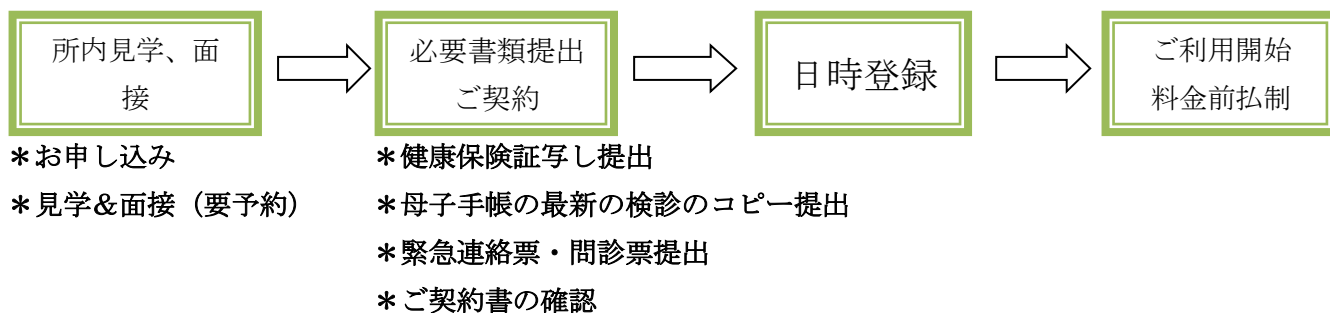 所内見学、面
接
必要書類提出
ご契約
日時登録
ご利用開始
料金前払制
＊お申し込み
＊見学＆面接（要予約）
＊健康保険証写し提出
＊母子手帳の最新の検診のコピー提出
＊緊急連絡票・問診票提出
＊ご契約書の確認